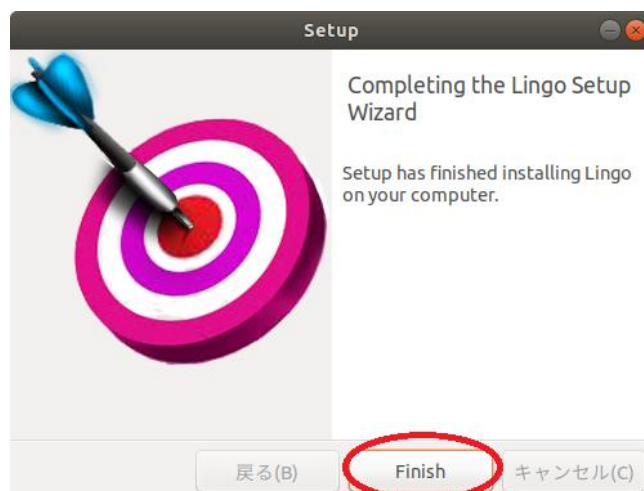 Setup
Completing the Lingo Setup
Wizard
Setup has finished installing Lingo
on your computer.
戻る(B)
Finish
キャンセル(C)